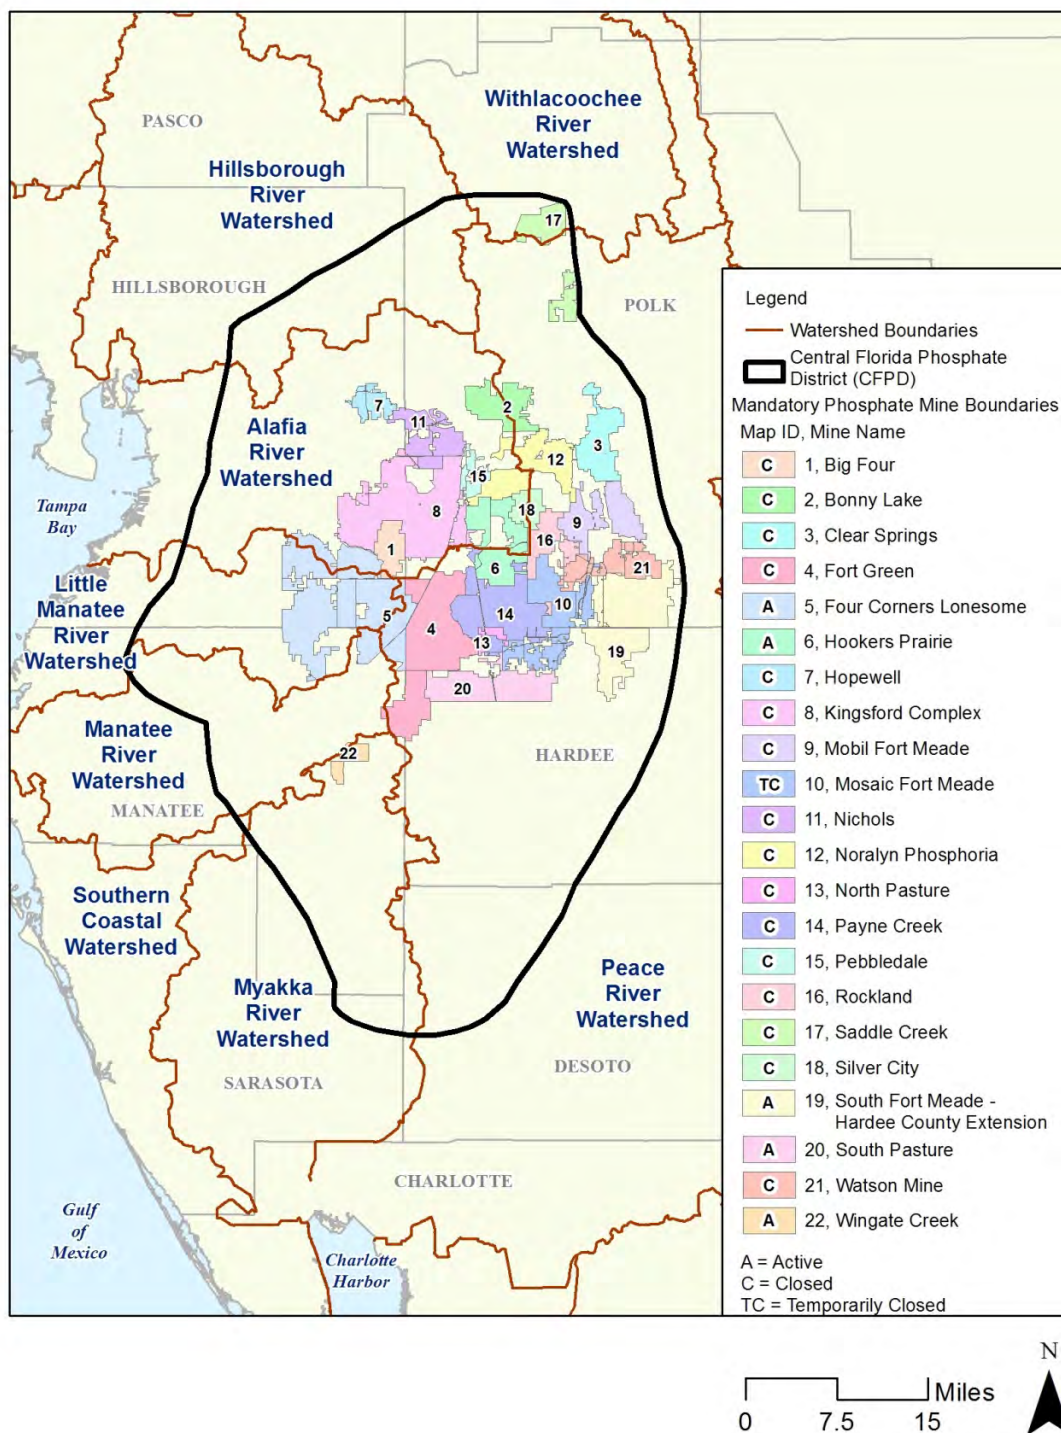 PASCO
Withlacoochee
River
Watershed
Hillsborough
River
Watershed
17
HILLSBOROUGH
POLK
Alafia
River
Watershed
7
11
2
3
12
15
8
18
9
16
1
6
21
Tampa
Bay
Little
Manatee
River
Watershed
5
4
14
10
13
19
20
22
Manatee
River
Watershed
MANATEE
HARDEE
Southern
Coastal
Watershed
Myakka
River
Watershed
Peace
River
Watershed
SARASOTA
DESOTO
CHARLOTTE
Gulf
of
Mexico
Charlotte
Harbor
Legend
Watershed Boundaries
Central Florida Phosphate
District (CFPD)
Mandatory Phosphate Mine Boundaries
Map ID, Mine Name
C 1, Big Four
C 2, Bonny Lake
C 3, Clear Springs
C 4, Fort Green
A 5, Four Corners Lonesome
A 6, Hookers Prairie
C 7, Hopewell
C 8, Kingsford Complex
C 9, Mobil Fort Meade
TC 10, Mosaic Fort Meade
C 11, Nichols
C 12, Noralyn Phosphoria
C 13, North Pasture
C 14, Payne Creek
C 15, Pebbledale
C 16, Rockland
C 17, Saddle Creek
C 18, Silver City
A 19, South Fort Meade -
Hardee County Extension
A 20, South Pasture
C 21, Watson Mine
A 22, Wingate Creek
A = Active
C = Closed
TC = Temporarily Closed
N
Miles
0 7.5 15